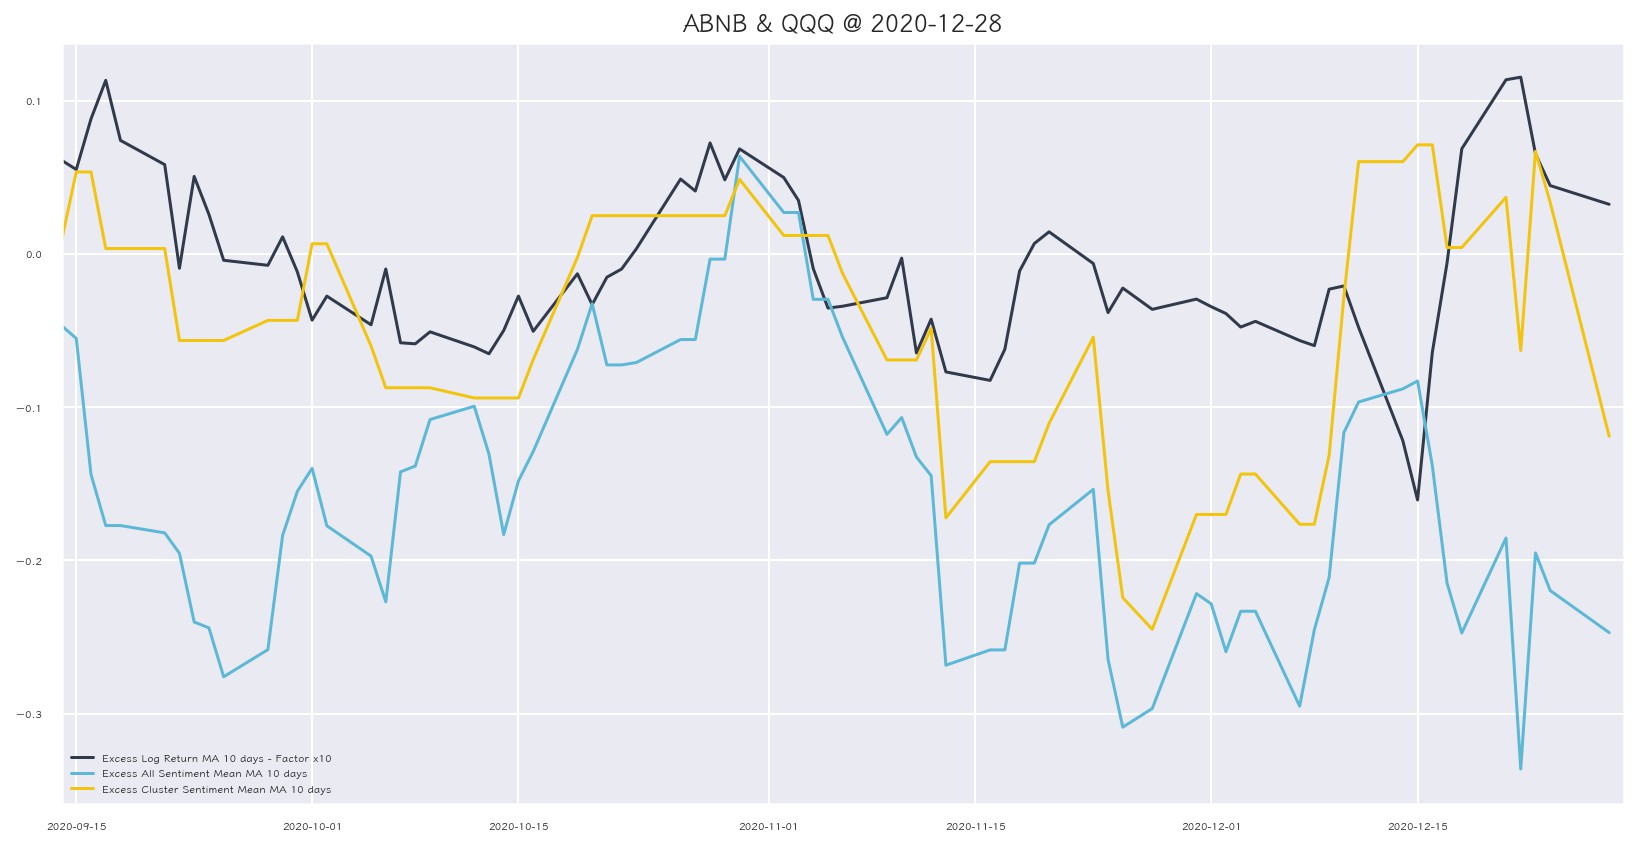 ABNB & QQQ @ 2020-12-28
0.1
0.0
−0.1
−0.2
−0.3
Excess Log Return MA 10 days - Factor x10
Excess All Sentiment Mean MA 10 days
Excess Cluster Sentiment Mean MA 10 days
2020-09-15 2020-10-01 2020-10-15 2020-11-01 2020-11-15 2020-12-01 2020-12-15